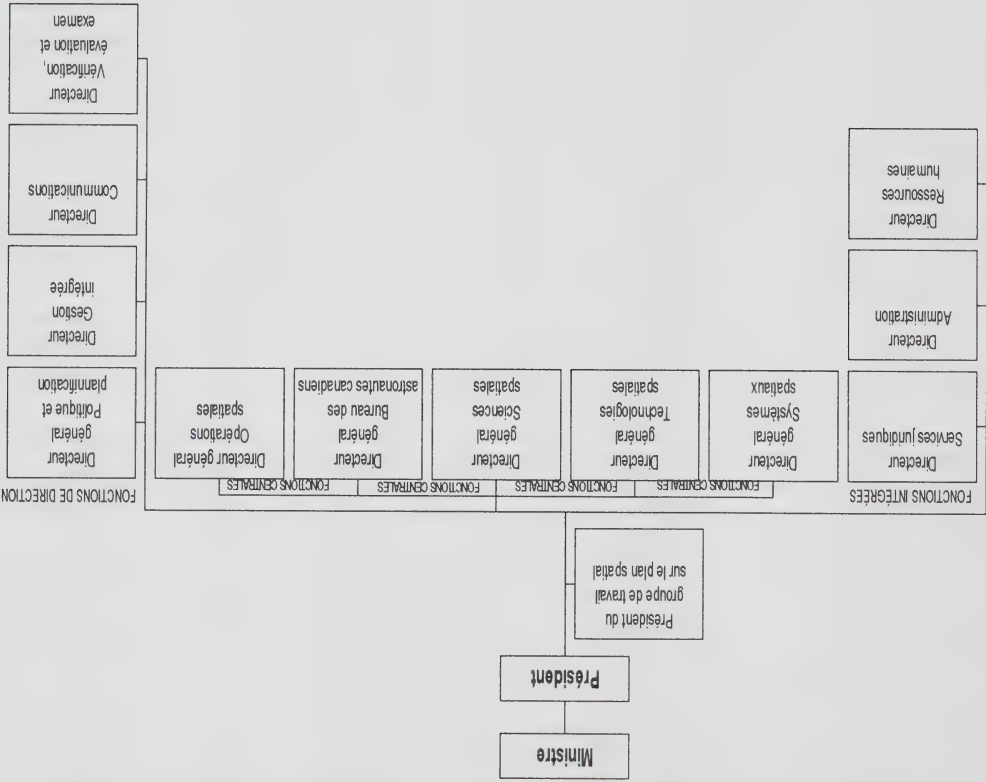 Ministre
Président
Président du
groupe de travail
sur le plan spatial
FONCTIONS INTÉGRÉES
Directeur
Services juridiques
Directeur
Administration
Directeur
Ressources
humaines
FONCTIONS CENTRALES
FONCTIONS CENTRALES
FONCTIONS CENTRALES
FONCTIONS CENTRALES
Directeur
général
Systèmes
spatiaux
Directeur
général
Technologies
spatiales
Directeur
général
Sciences
spatiales
Directeur
général
Bureau des
astronautes canadiens
Directeur général
Opérations
spatiales
FONCTIONS DE DIRECTION
Directeur
général
Politique et
plannification
Directeur
Gestion
intégrée
Directeur
Communications
Directeur
Vérification,
évaluation et
examen